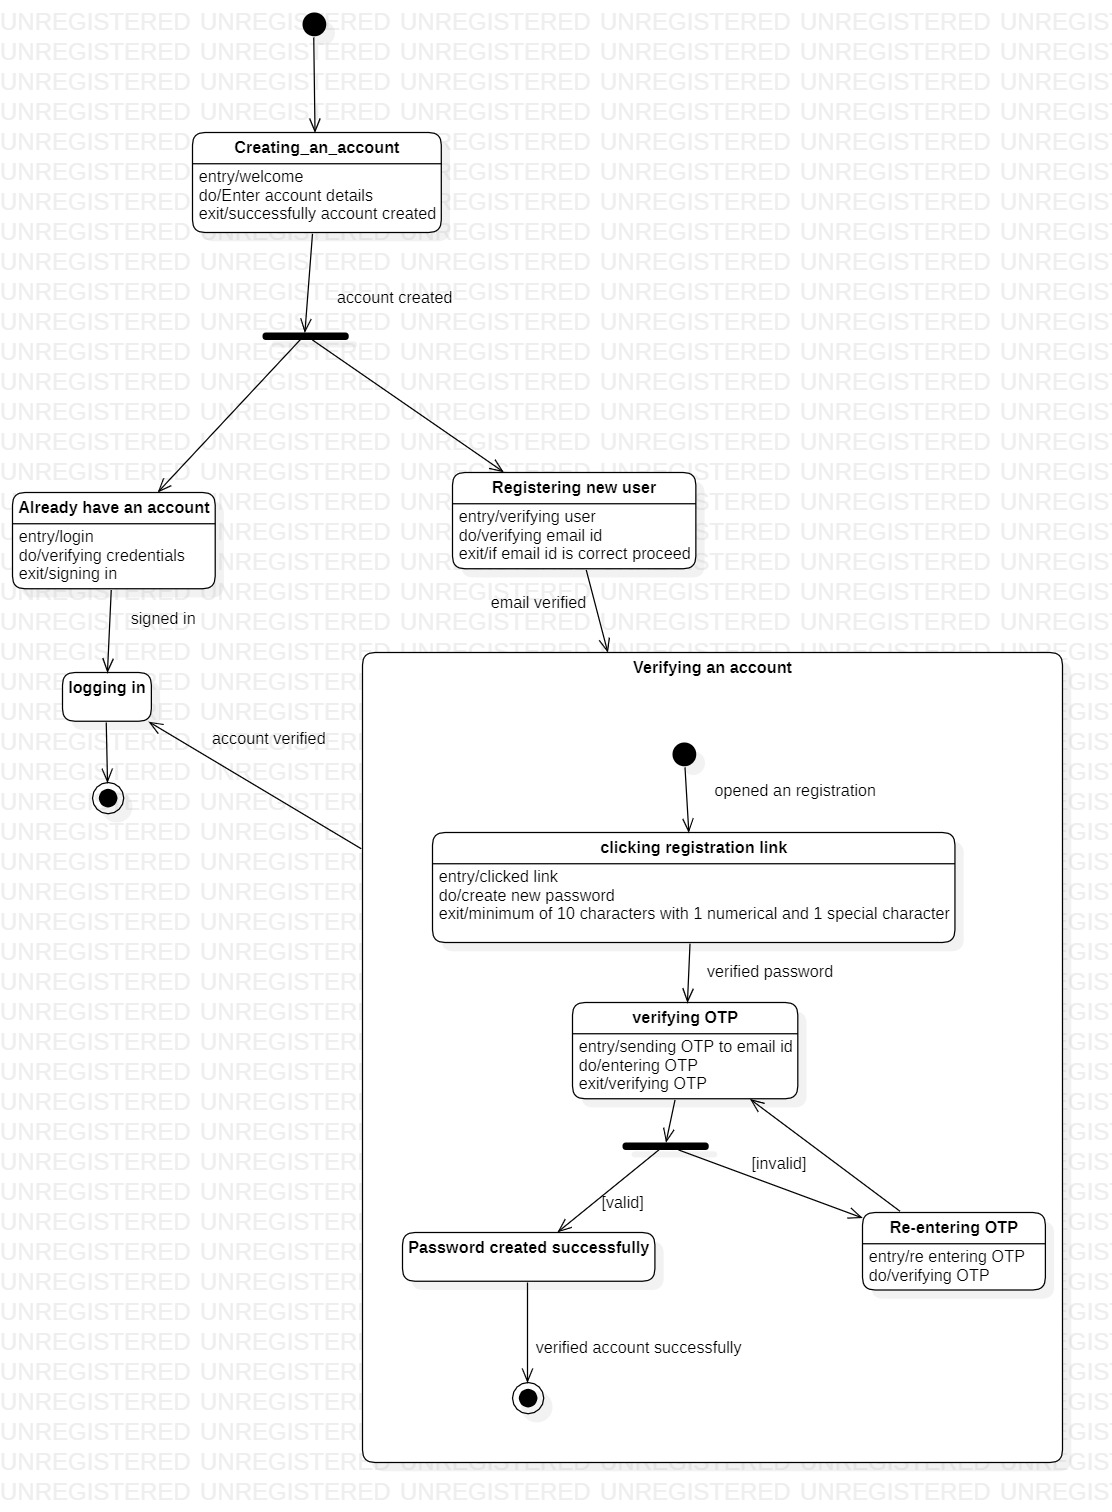 Creating_an_account
entry/welcome
do/Enter account details
exit/successfully account created
account created
Already have an account
entry/login
do/verifying credentials
exit/signing in
Registering new user
entry/verifying user
do/verifying email id
exit/if email id is correct proceed
signed in
email verified
logging in
account verified
Verifying an account
opened an registration
clicking registration link
entry/clicked link
do/create new password
exit/minimum of 10 characters with 1 numerical and 1 special character
verified password
verifying OTP
entry/sending OTP to email id
do/entering OTP
exit/verifying OTP
[invalid]
[valid]
Password created successfully
Re-entering OTP
entry/re entering OTP
do/verifying OTP
verified account successfully
UNREGISTERED